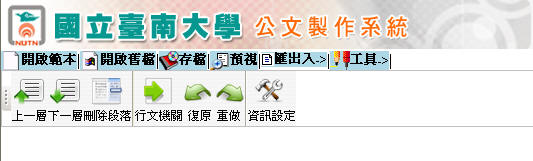 NUTN 國立臺南大學 公文製作系統
開啟範本 開啟舊檔 存檔 預視 匯出入-> 工具->
上一層 下一層 刪除段落 行文機關 復原 重做 資訊設定